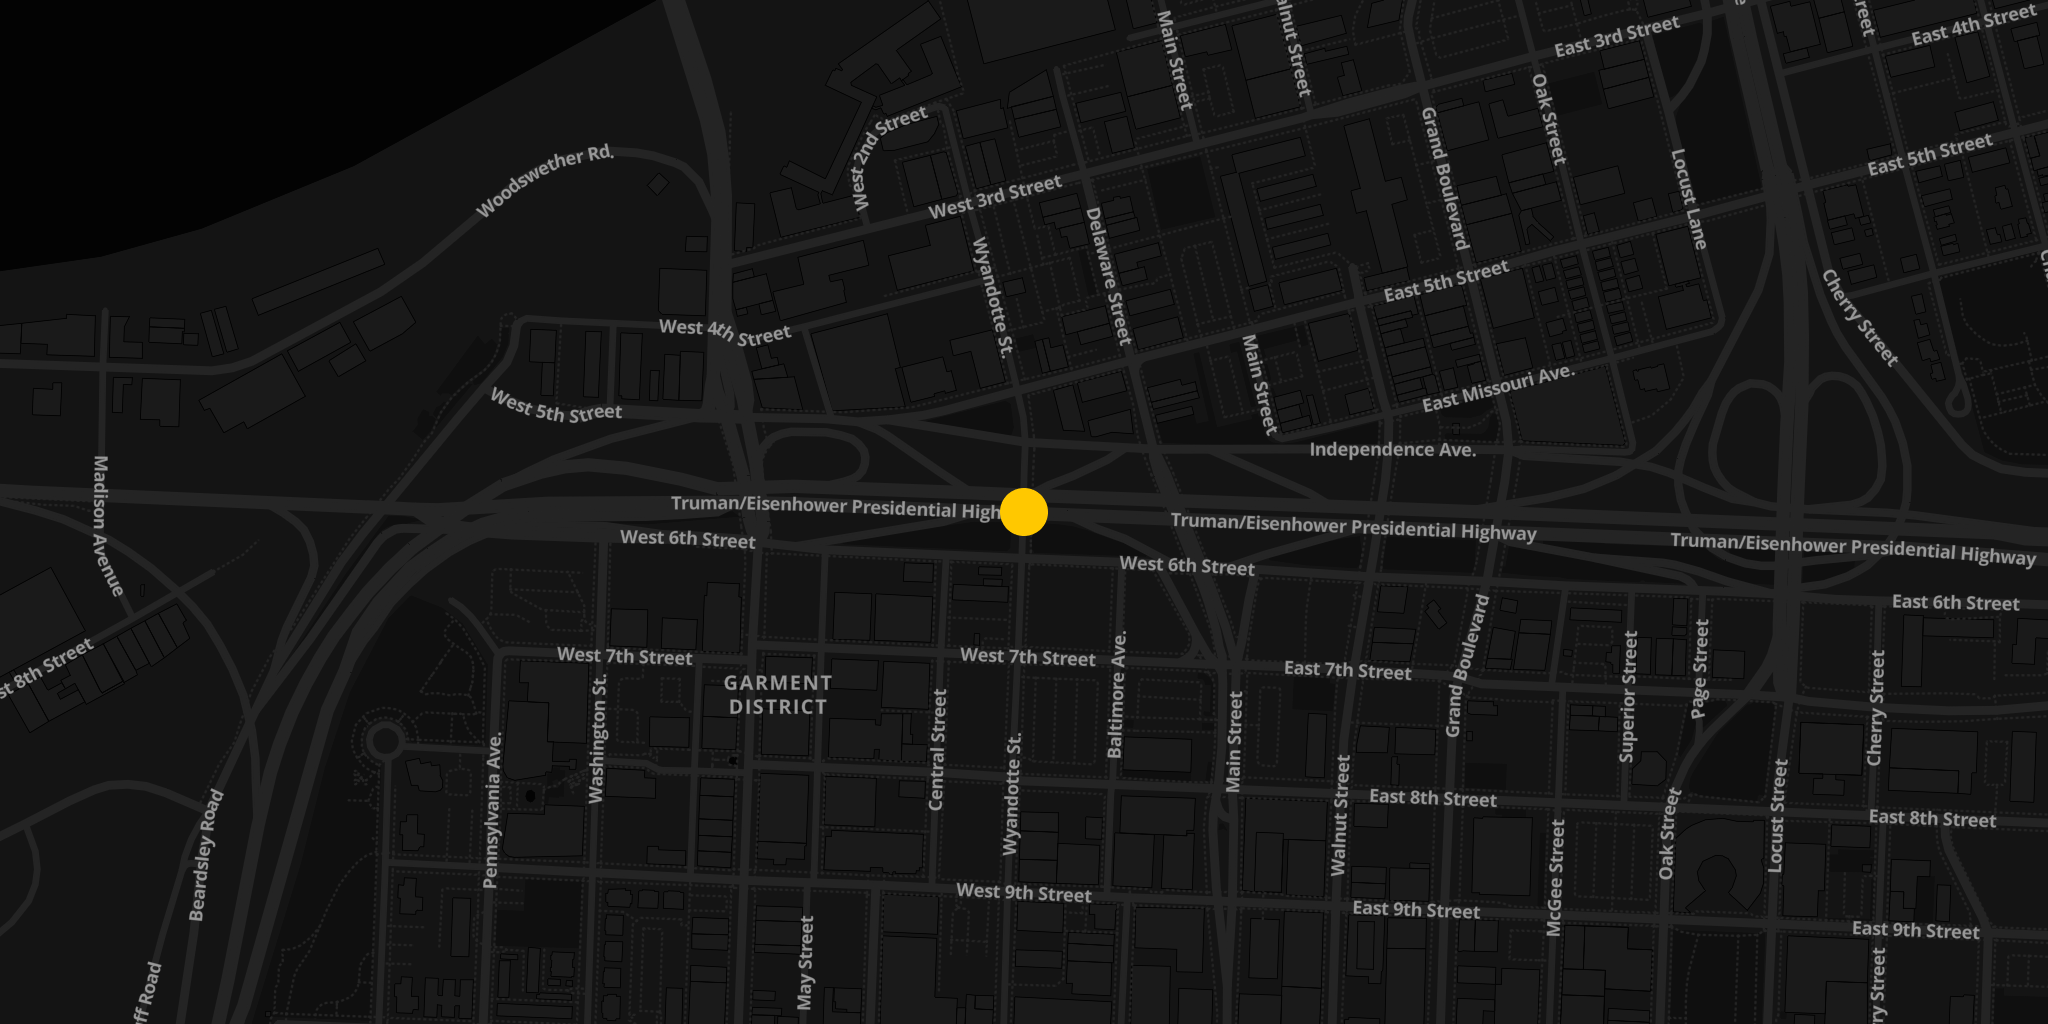 Main Street
alnut Street
East 3rd Street
reet
East 4th Street
West 2nd Street
Oak Street
Grand Boulevard
East 5th Street
Woodswether Rd.
Locust Lane
West 3rd Street
Delaware Street
Wyandotte St.
East 5th Street
Cherry Street
West 4th Street
Main Street
East Missouri Ave.
West 5th Street
Independence Ave.
Madison Avenue
Truman/Eisenhower Presidential High
Truman/Eisenhower Presidential Highway
Truman/Eisenhower Presidential Highway
West 6th Street
West 6th Street
East 6th Street
Grand Boulevard
st 8th Street
West 7th Street
West 7th Street
East 7th Street
Baltimore Ave.
Superior Street
Page Street
Cherry Street
GARMENT
DISTRICT
Washington St.
Central Street
Main Street
Pennsylvania Ave.
Wyandotte St.
Walnut Street
East 8th Street
Oak Street
Locust Street
East 8th Street
Beardsley Road
McGee Street
West 9th Street
East 9th Street
East 9th Street
May Street
ff Road
ry Street